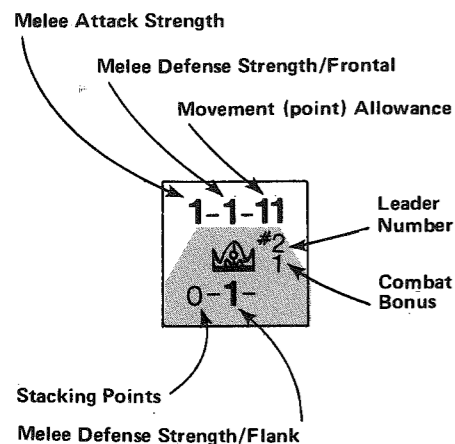 Melee Attack Strength
Melee Defense Strength/Frontal
Movement (point) Allowance
1-1-11
Leader
Number
#2
1
Combat
Bonus
0-1-
Stacking Points
Melee Defense Strength/Flank